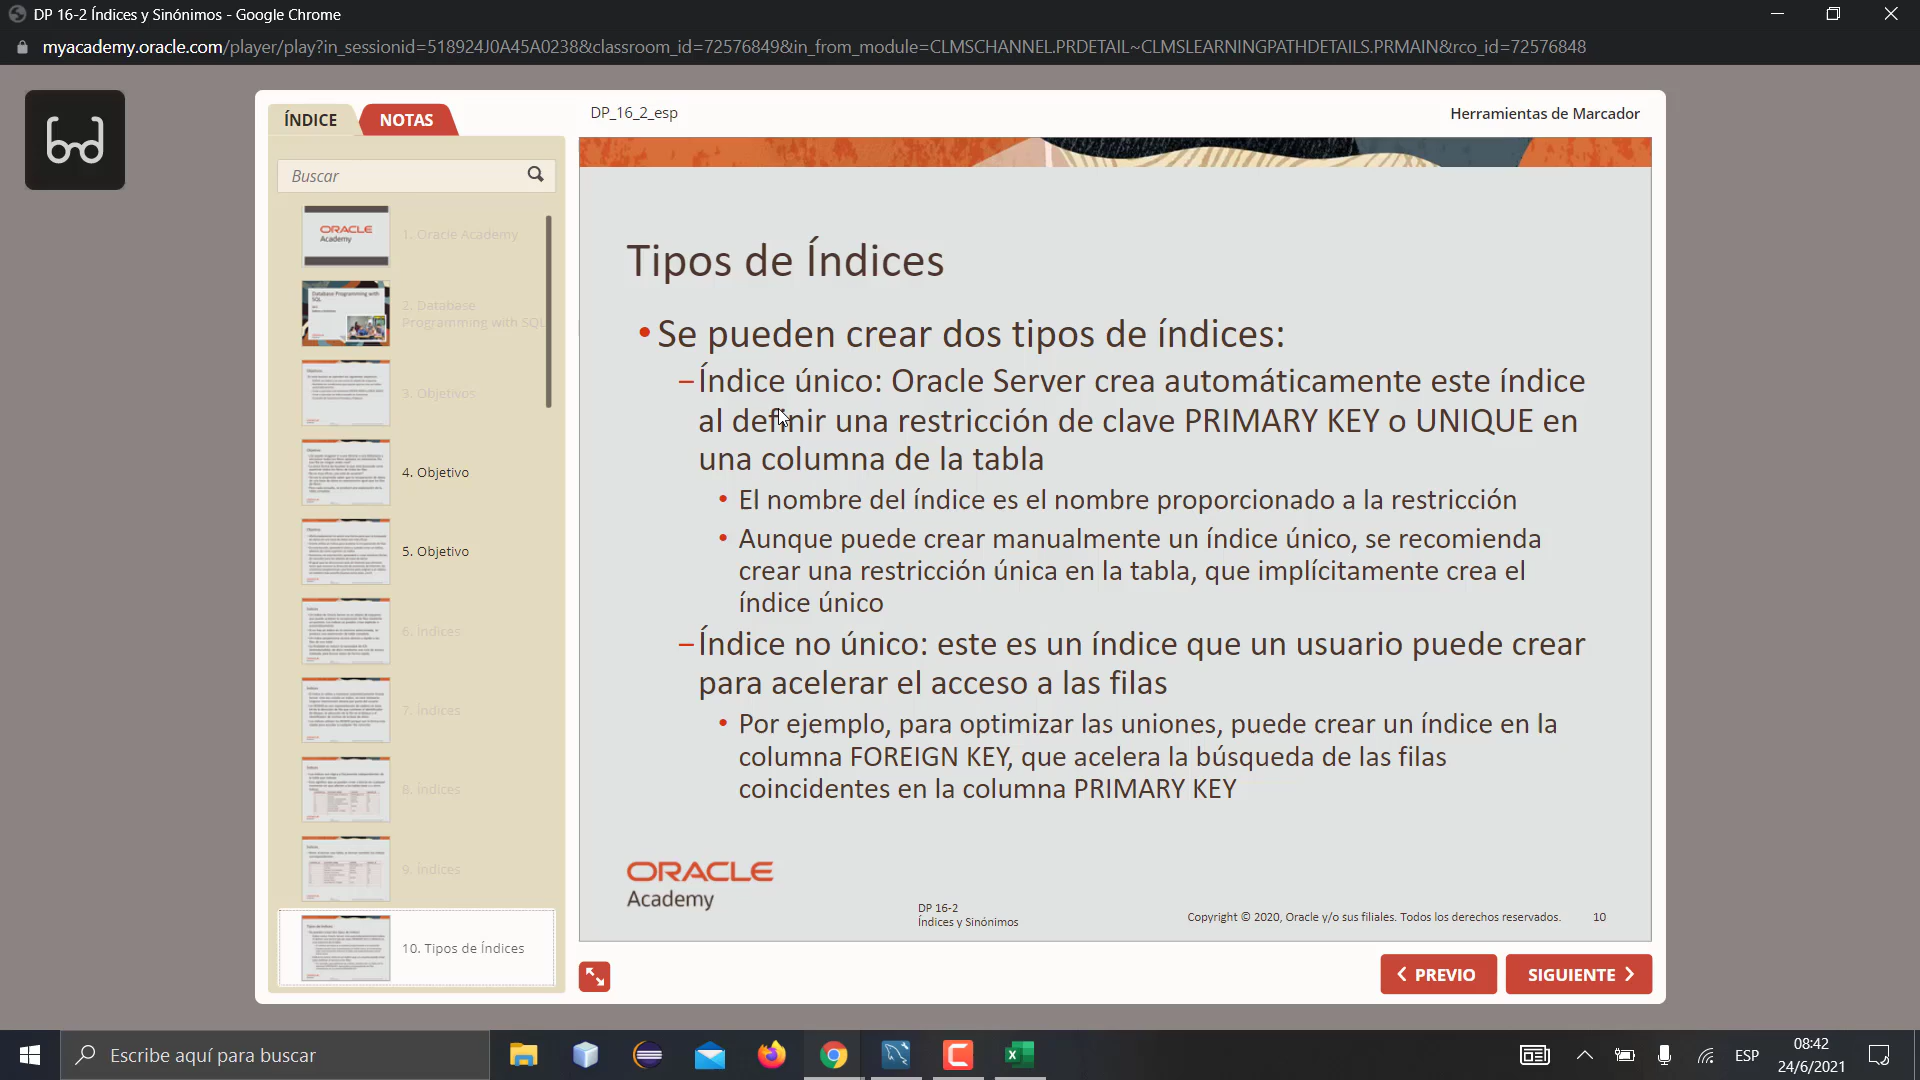 DP 16-2 Índices y Sinónimos - Google Chrome
myacademy.oracle.com/player/play?in_sessionid=518924J0A45A0238&classroom_id=72576849&in_from_module=CLMSCHANNEL.PRDETAIL~CLMSLEARNINGPATHDETAILS.PRMAIN&rco_id=72576848
ÍNDICE
NOTAS
DP_16_2_esp
Herramientas de Marcador
Buscar
ORACLE
Academy
1. Oracle Academy
Database Programming with
SQL
2. Database
Programming with SQL
3. Objetivos
4. Objetivo
5. Objetivo
6. Índices
7. Índices
8. Índices
9. Índices
10. Tipos de Índices
Tipos de Índices
• Se pueden crear dos tipos de índices:
– Índice único: Oracle Server crea automáticamente este índice
al definir una restricción de clave PRIMARY KEY o UNIQUE en
una columna de la tabla
• El nombre del índice es el nombre proporcionado a la restricción
• Aunque puede crear manualmente un índice único, se recomienda
crear una restricción única en la tabla, que implícitamente crea el
índice único
– Índice no único: este es un índice que un usuario puede crear
para acelerar el acceso a las filas
• Por ejemplo, para optimizar las uniones, puede crear un índice en la
columna FOREIGN KEY, que acelera la búsqueda de las filas
coincidentes en la columna PRIMARY KEY
ORACLE
Academy
DP 16-2
Índices y Sinónimos
Copyright © 2020, Oracle y/o sus filiales. Todos los derechos reservados.
10
PREVIO
SIGUIENTE
Escribe aquí para buscar
ESP
08:42
24/6/2021